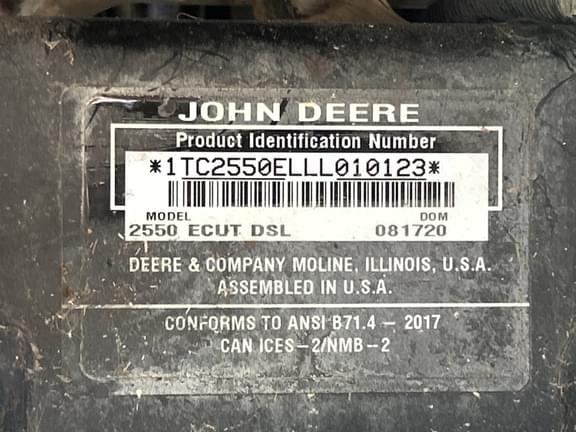 JOHN DEERE
Product Identification Number
*1TC2550ELLL010123*
MODEL DOM
2550 ECUT DSL 081720
DEERE & COMPANY MOLINE, ILLINOIS, U.S.A.
ASSEMBLED IN U.S.A.
CONFORMS TO ANSI B71.4 – 2017
CAN ICES–2/NMB–2